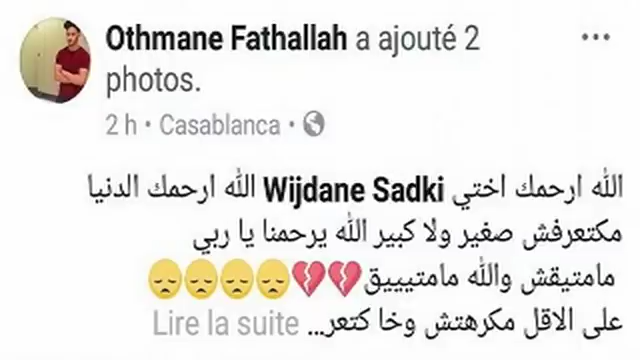 Othmane Fathallah a ajouté 2
photos.
2 h • Casablanca •
الله ارحمك اختي Wijdane Sadki الله ارحمك الدنيا
مكتعرفش صغير ولا كبير الله يرحمنا يا ربي
مامتيقش والله مامتيييق💔💔😞😞😞😞
على الاقل مكرهتش وخا كتعر... Lire la suite